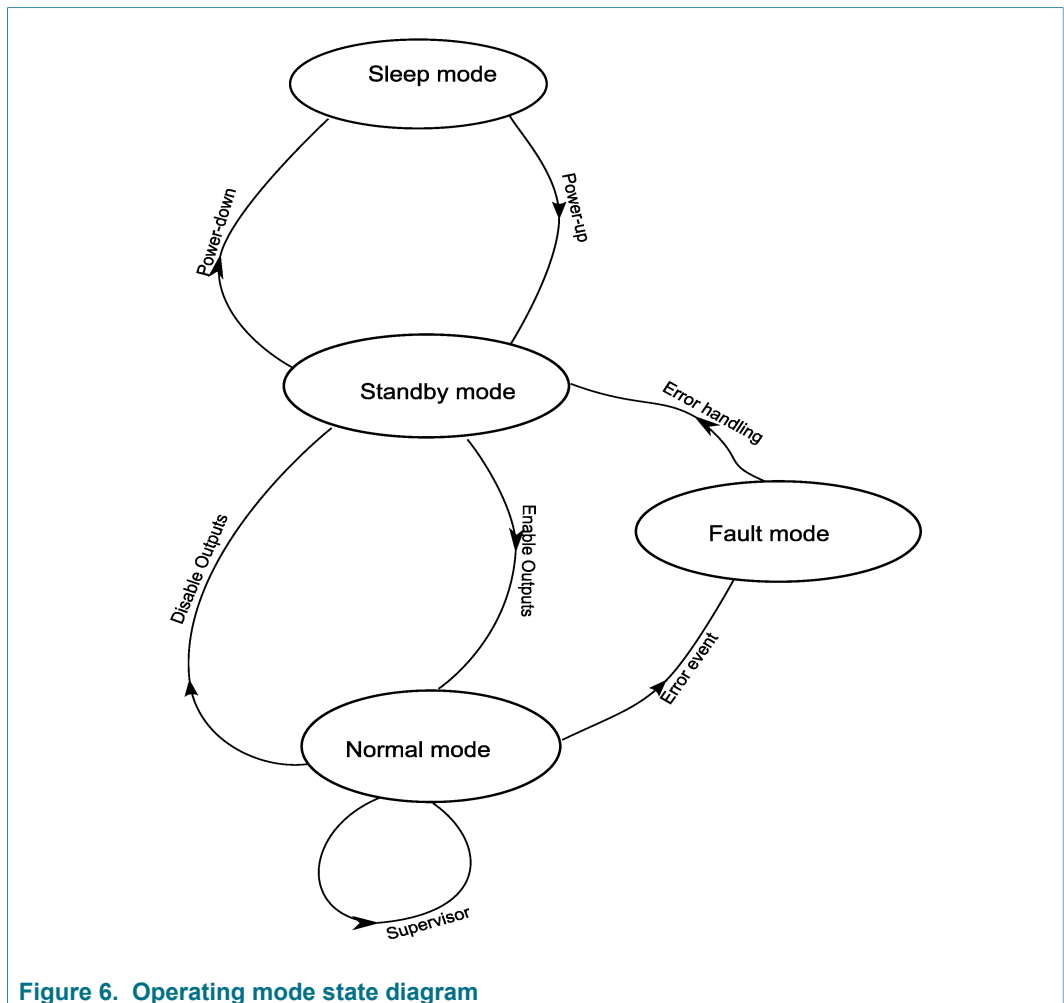 Sleep mode
Power-down
Power-up
Standby mode
Error handling
Enable Outputs
Disable Outputs
Fault mode
Error event
Normal mode
Supervisor
Figure 6. Operating mode state diagram